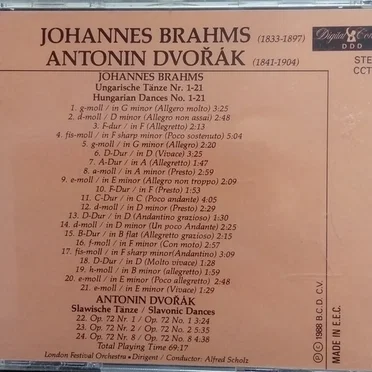 JOHANNES BRAHMS (1833-1897)
ANTONIN DVOŘÁK (1841-1904)
Digital Con
DDD
STE
CCT
JOHANNES BRAHMS
Ungarische Tänze Nr. 1-21
Hungarian Dances No. 1-21
1. g-moll / in G minor (Allegro molto) 3:25
2. d-moll / D minor (Allegro non assai) 2:48
3. F-dur / in F (Allegretto) 2:13
4. fis-moll / in F sharp minor (Poco sostenuto) 5:04
5. g-moll / in G minor (Allegro) 2:20
6. D-Dur / in D (Vivace) 3:25
7. A-Dur / in A (Allegretto) 1:47
8. a-moll / in A minor (Presto) 2:59
9. e-moll / in E minor (Allegro non troppo) 2:09
10. F-Dur / in F (Presto) 1:53
11. C-Dur / in C (Poco andante) 4:05
12. d-moll / in D minor (Presto) 2:29
13. D-Dur / in D (Andantino grazioso) 1:30
14. d-moll / in D minor (Un poco Andante) 2:25
15. B-Dur / in B flat (Allegretto grazioso) 2:53
16. f-moll / in F minor (Con moto) 2:57
17. fis-moll / in F sharp minor(Andantino) 3:09
18. D-Dur / in D (Molto vivace) 1:28
19. h-moll / in B minor (allegretto) 1:59
20. e-moll / in E minor (Poco allegretto) 2:48
21. e-moll / in E minor (Vivace) 1:29
ANTONIN DVOŘÁK
Slawische Tänze / Slavonic Dances
22. Op. 72 Nr 1 / Op. 72 No. 1 3:54
23. Op. 72 Nr 2 / Op. 72 No. 2 5:35
24. Op. 72 Nr 8 / Op. 72 No. 8 5:38
Total Playing Time 69:17
London Festival Orchestra • Dirigent / Conductor: Alfred Scholz
Ⓟ © 1988 B.C.D. C.V.
MADE IN E.E.C.